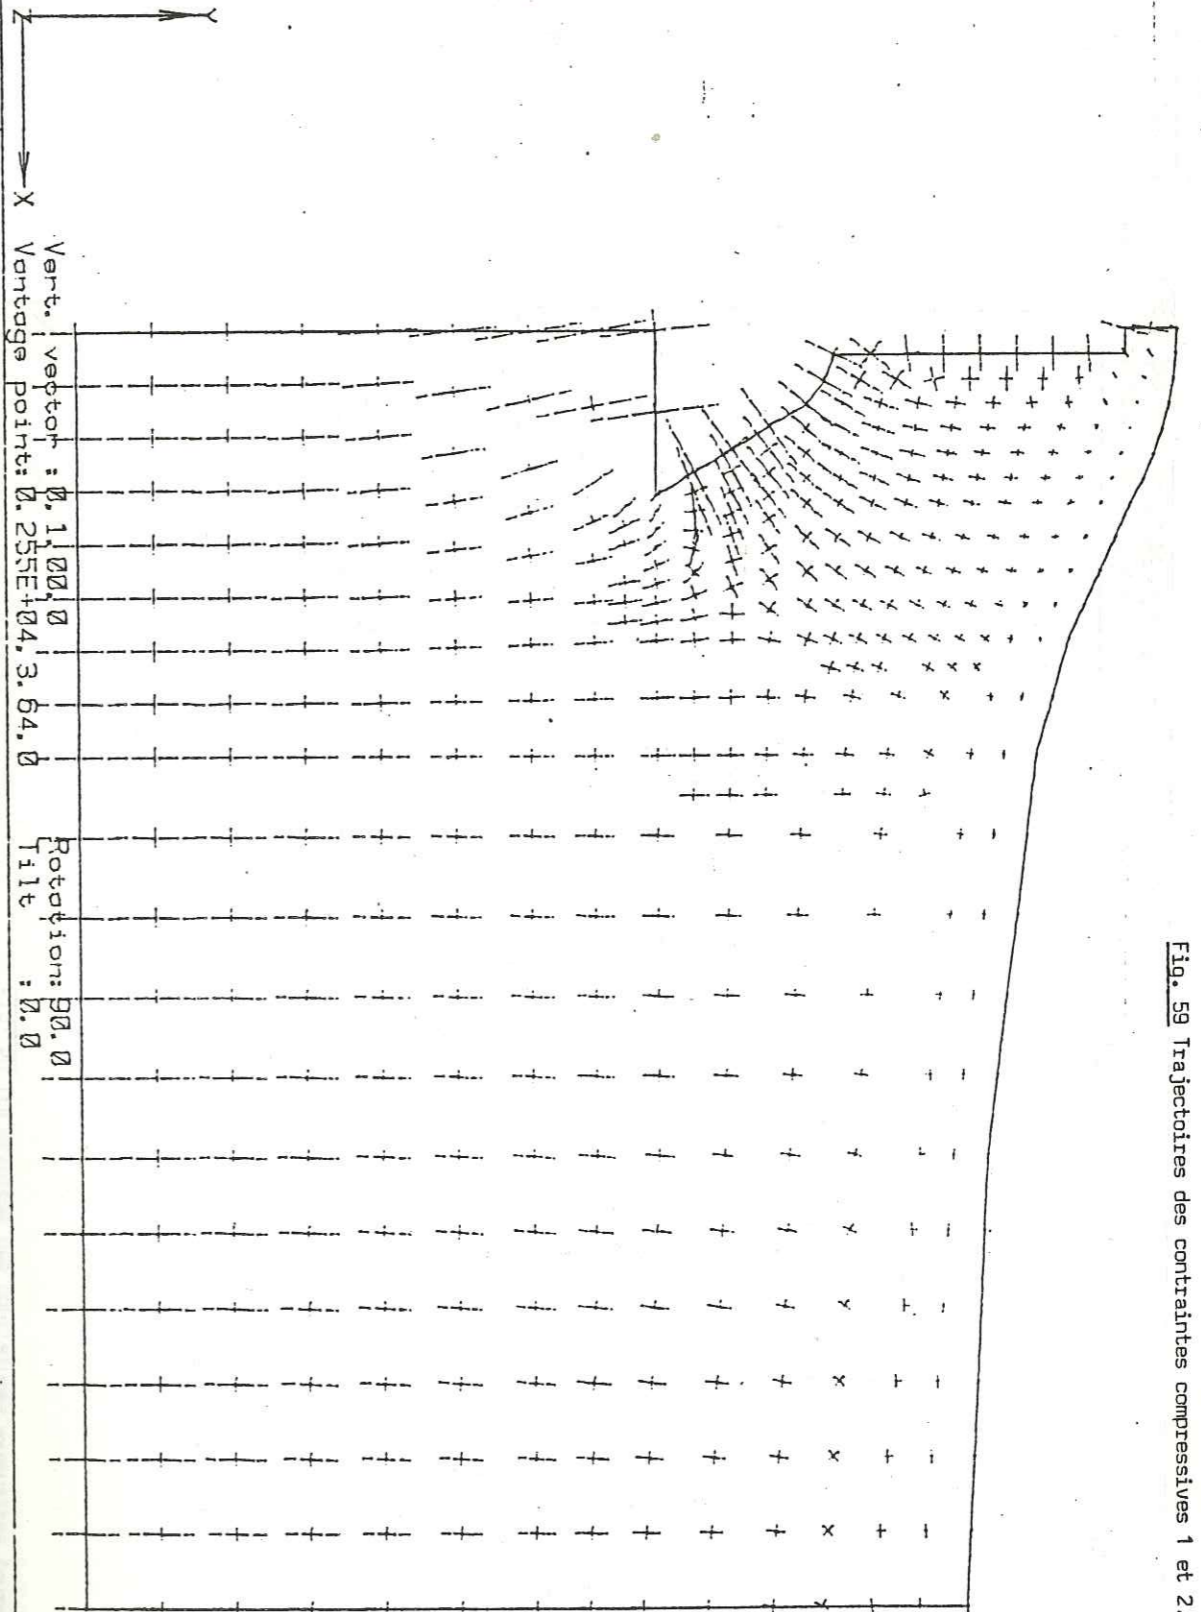 Fig. 59 Trajectoires des contraintes compressives 1 et 2.
Y
Z
X
Vert. vector : 0,1.00,0 Rotation: 90.0
Vantage point: 0.255E+04,3.64,0 Tilt : 0.0